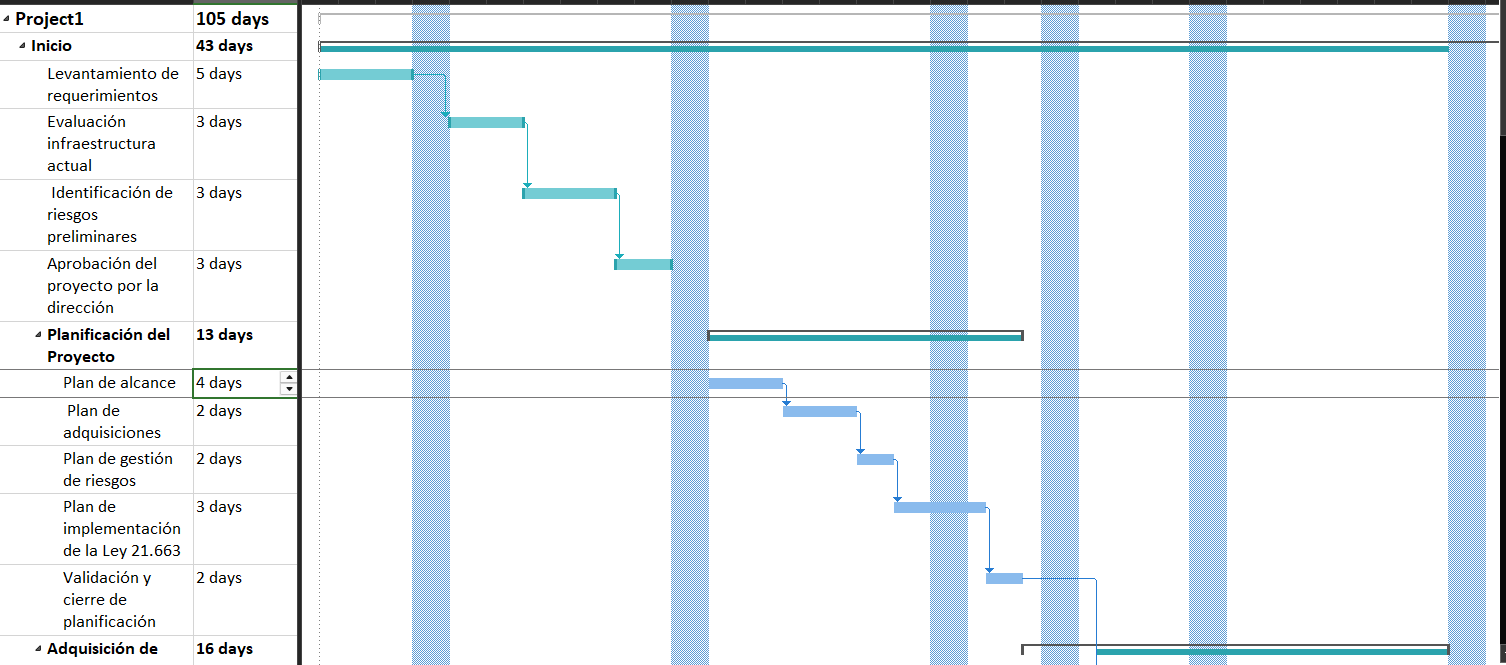 Project1 105 days
Inicio 43 days
Levantamiento de 5 days
requerimientos
Evaluación 3 days
infraestructura
actual
Identificación de 3 days
riesgos
preliminares
Aprobación del 3 days
proyecto por la
dirección
Planificación del 13 days
Proyecto
Plan de alcance 4 days
Plan de 2 days
adquisiciones
Plan de gestión 2 days
de riesgos
Plan de 3 days
implementación
de la Ley 21.663
Validación y 2 days
cierre de
planificación
Adquisición de 16 days